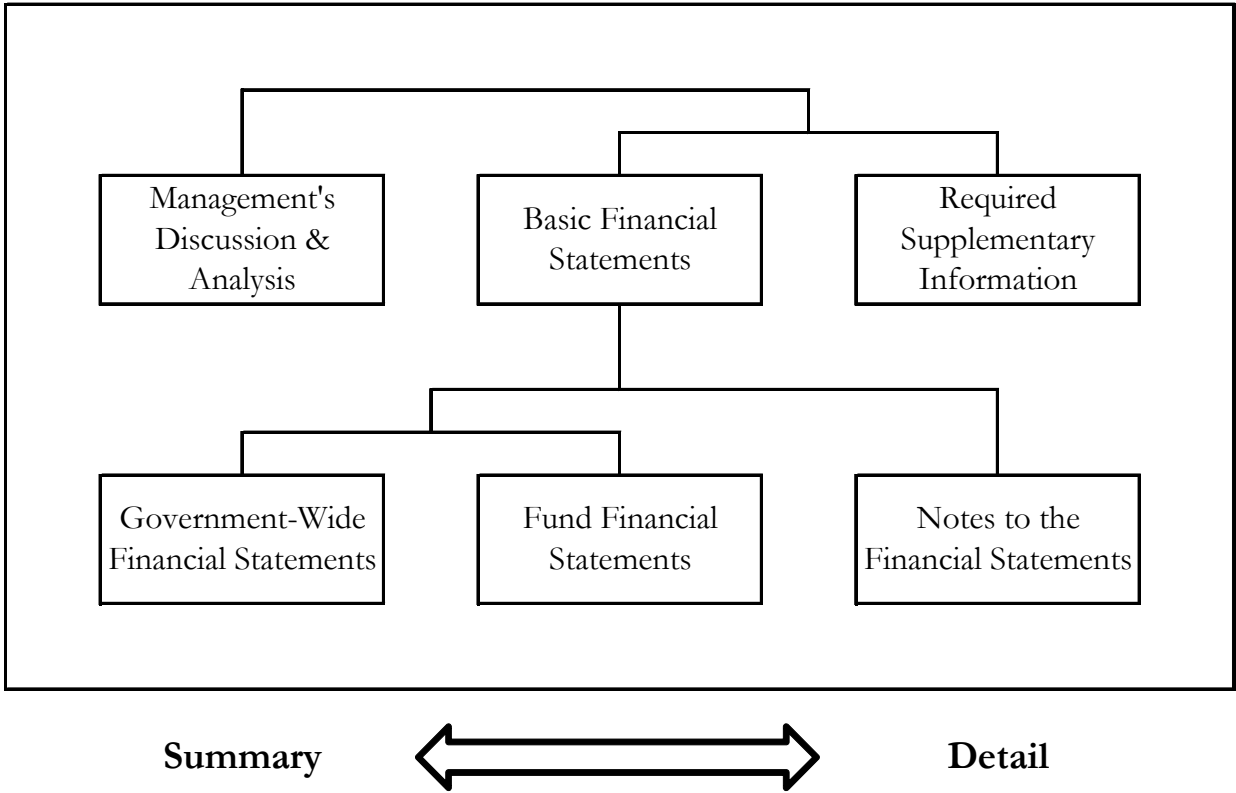 Management's
Discussion &
Analysis
Basic Financial
Statements
Required
Supplementary
Information
Government-Wide
Financial Statements
Fund Financial
Statements
Notes to the
Financial Statements
Summary
Detail